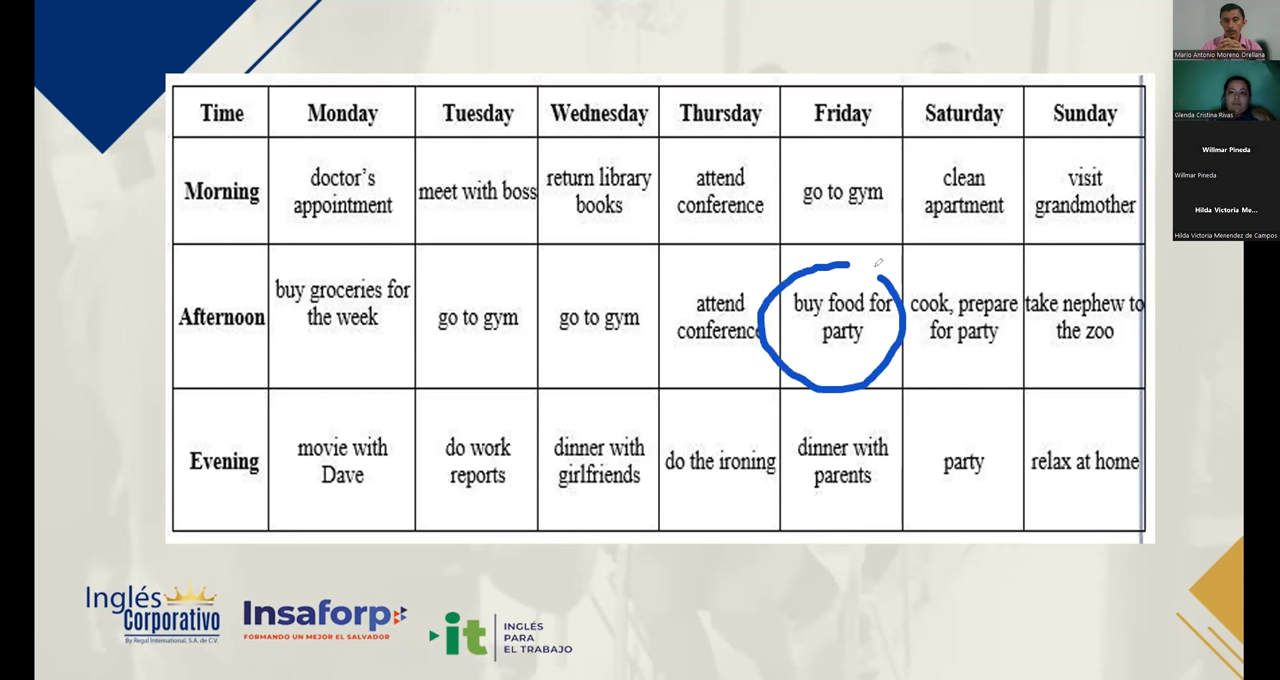 Time Monday Tuesday Wednesday Thursday Friday Saturday Sunday
Morning
doctor's
appointment
meet with boss
return library
books
attend
conference
go to gym
clean
apartment
visit
grandmother
Afternoon
buy groceries for
the week
go to gym
go to gym
attend
conference
buy food for
party
cook, prepare
for party
take nephew to
the zoo
Evening
movie with
Dave
do work
reports
dinner with
girlfriends
do the ironing
dinner with
parents
party
relax at home
Inglés
Corporativo
By Regal International, S.A. de C.V.
Insaforp
FORMANDO UN MEJOR EL SALVADOR
it
INGLÉS
PARA
EL TRABAJO
Mario Antonio Moreno Orellana
Glenda Cristina Rivas
Willmar Pineda
Willmar Pineda
Hilda Victoria Me...
Hilda Victoria Menendez de Campos